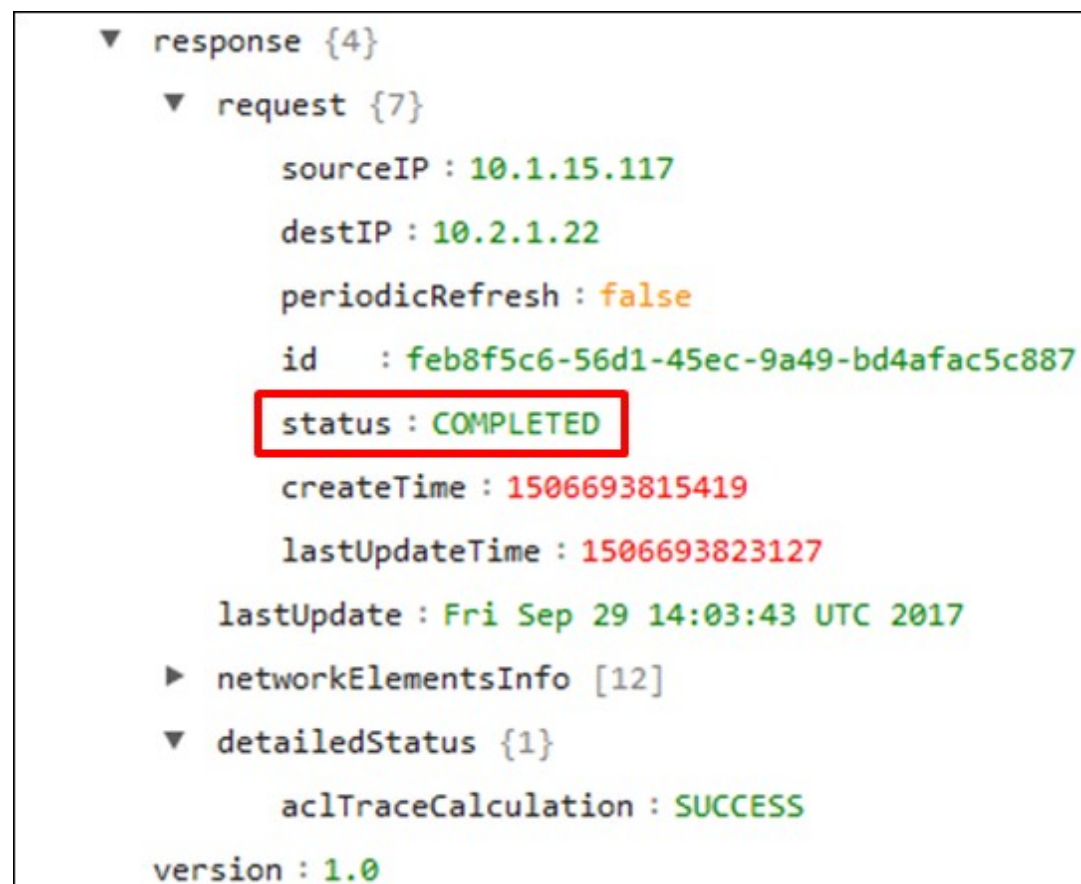 ▼ response {4}
▼ request {7}
sourceIP : 10.1.15.117
destIP : 10.2.1.22
periodicRefresh : false
id : feb8f5c6-56d1-45ec-9a49-bd4afac5c887
status : COMPLETED
createTime : 1506693815419
lastUpdateTime : 1506693823127
lastUpdate : Fri Sep 29 14:03:43 UTC 2017
▶ networkElementsInfo [12]
▼ detailedStatus {1}
aclTraceCalculation : SUCCESS
version : 1.0